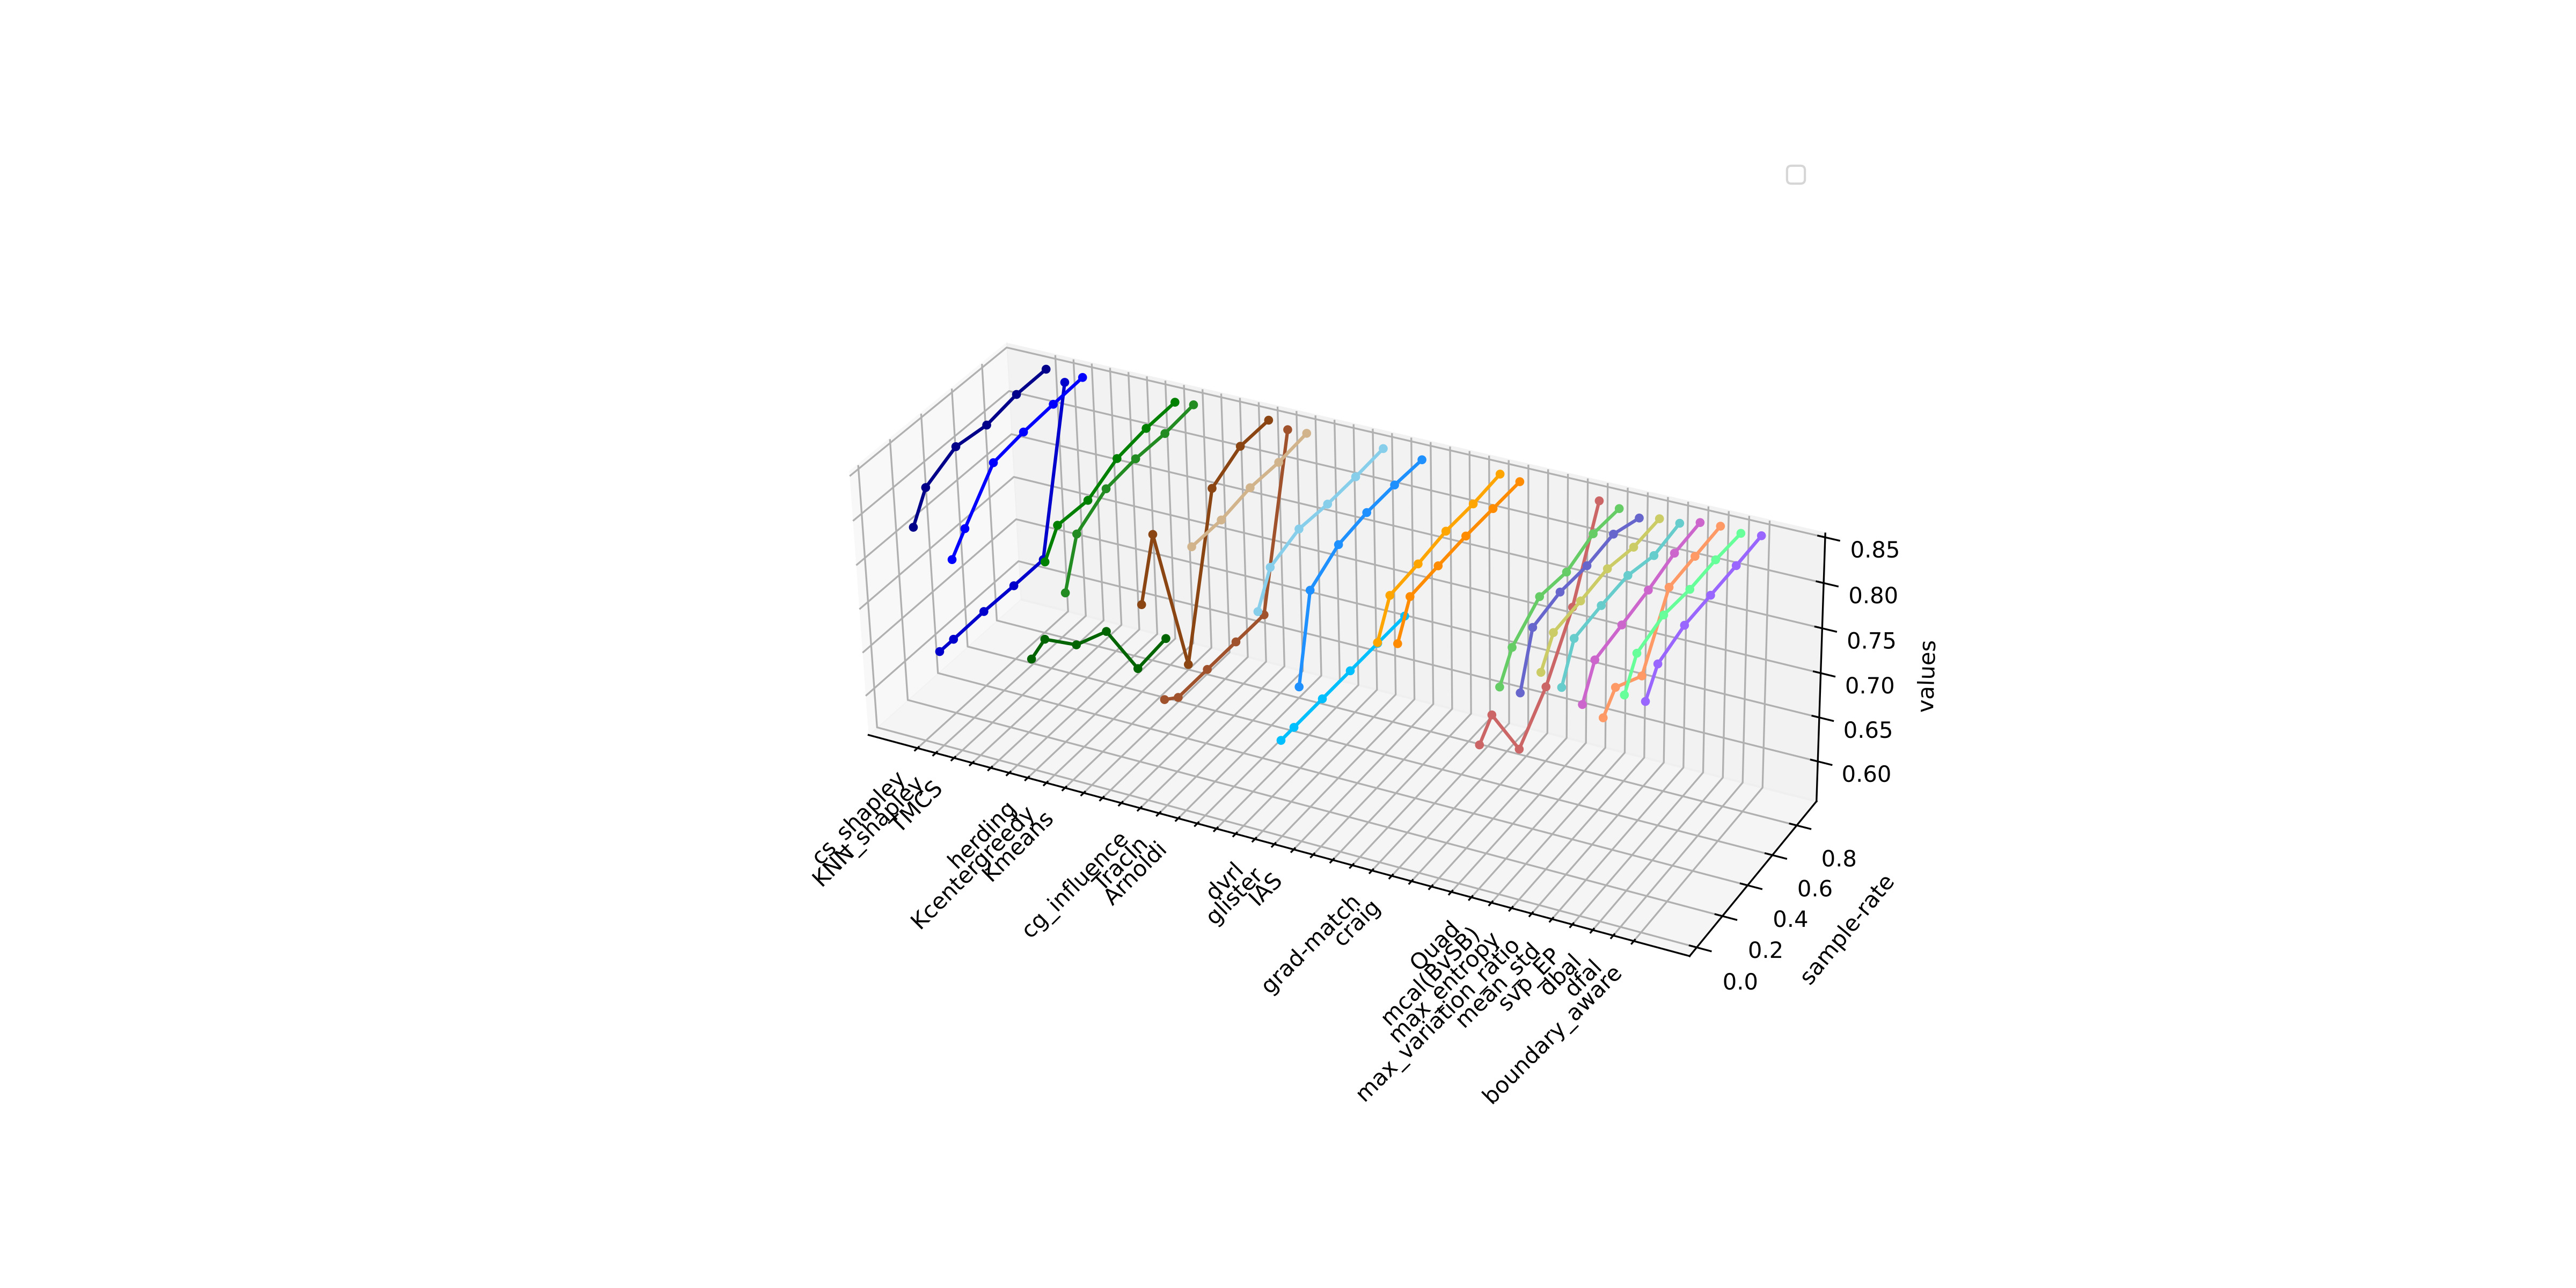 0.85
0.80
0.75
0.70
0.65
0.60
values
0.8
0.6
0.4
0.2
0.0
sample-rate
cs_shapley
KNN_shapley
TMCS
herding
Kcentergreedy
Kmeans
cg_influence
TracIn
Arnoldi
dvrl
glister
IAS
grad-match
craig
Quad
mcal(BvSB)
max_entropy
max_variation_ratio
mean_std
svp_EP
dbal
dfal
boundary_aware